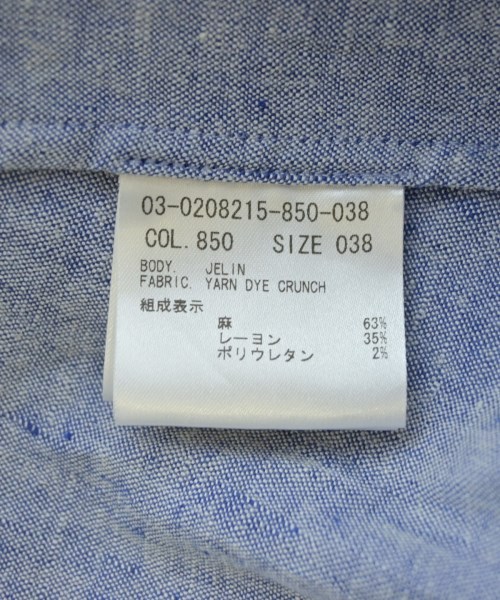 03-0208215-850-038
COL. 850 SIZE 038
BODY. JELIN
FABRIC. YARN DYE CRUNCH
組成表示
麻 63%
レーヨン 35%
ポリウレタン 2%